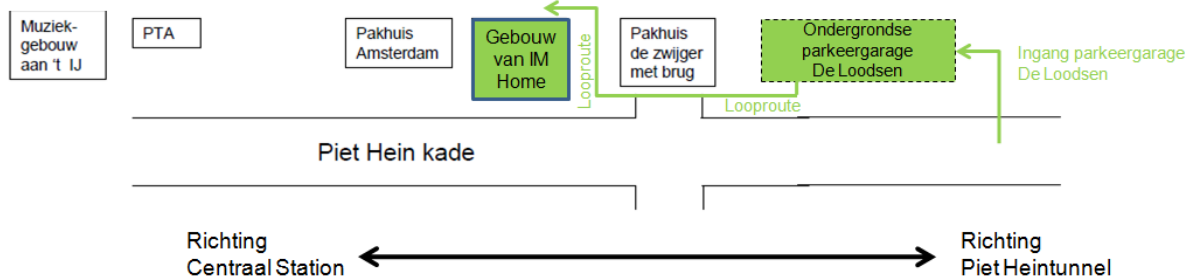 Muziek-
gebouw
aan 't IJ
PTA
Pakhuis
Amsterdam
Gebouw
van IM
Home
Looproute
Pakhuis
de zwijger
met brug
Ondergrondse
parkeergarage
De Loodsen
Ingang parkeergarage
De Loodsen
Looproute
Piet Hein kade
Richting
Centraal Station
Richting
Piet Heintunnel